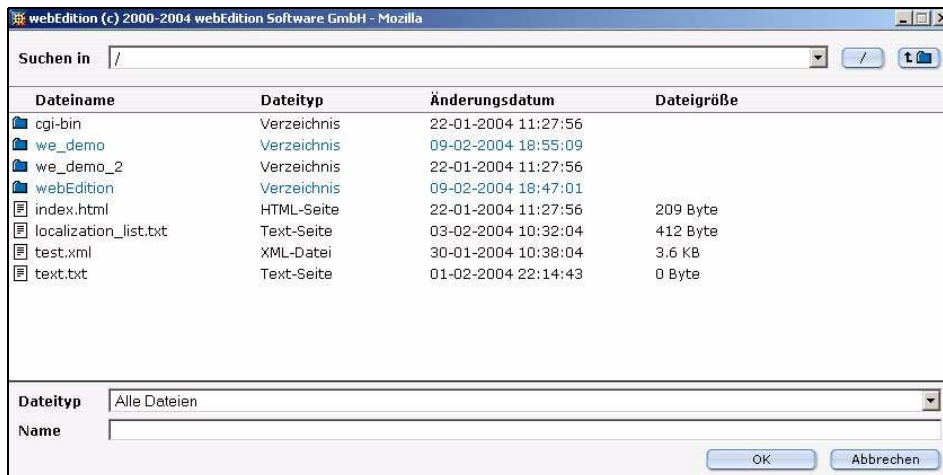 webEdition (c) 2000-2004 webEdition Software GmbH - Mozilla
Suchen in / /
Dateiname Dateityp Änderungsdatum Dateigröße
cgi-bin Verzeichnis 22-01-2004 11:27:56
we_demo Verzeichnis 09-02-2004 18:55:09
we_demo_2 Verzeichnis 22-01-2004 11:27:56
webEdition Verzeichnis 09-02-2004 18:47:01
index.html HTML-Seite 22-01-2004 11:27:56 209 Byte
localization_list.txt Text-Seite 03-02-2004 10:32:04 412 Byte
test.xml XML-Datei 30-01-2004 10:38:04 3.6 KB
text.txt Text-Seite 01-02-2004 22:14:43 0 Byte
Dateityp Alle Dateien
Name
OK Abbrechen